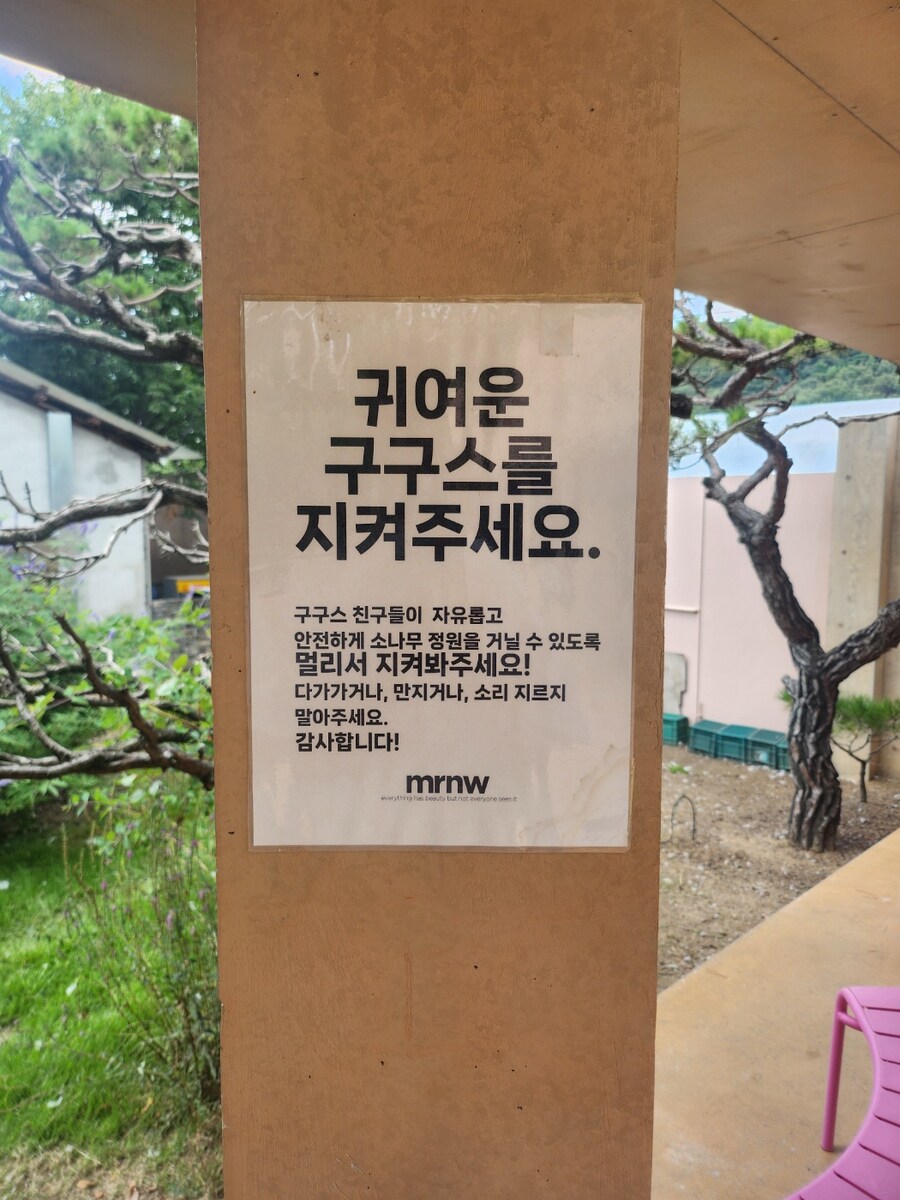 귀여운
구구스를
지켜주세요.
구구스 친구들이 자유롭고
안전하게 소나무 정원을 거닐 수 있도록
멀리서 지켜봐주세요!
다가가거나, 만지거나, 소리 지르지
말아주세요.
감사합니다!
mrnw
everything has beauty but not everyone seen it